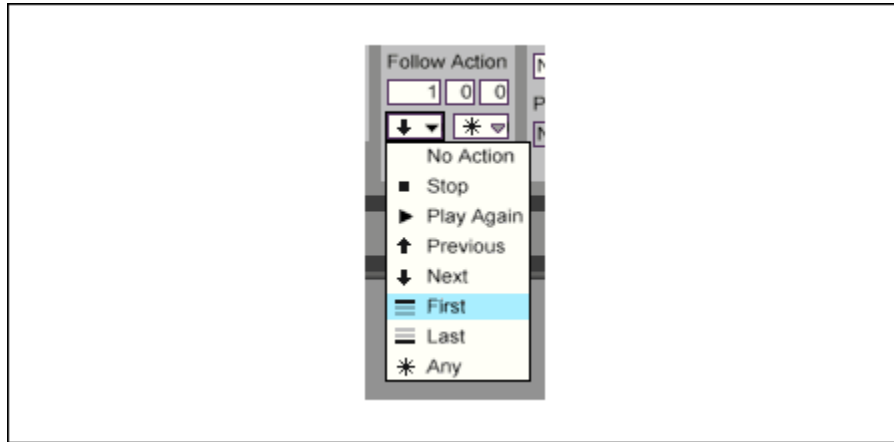 Follow Action
1 0 0
No Action
Stop
Play Again
Previous
Next
First
Last
Any